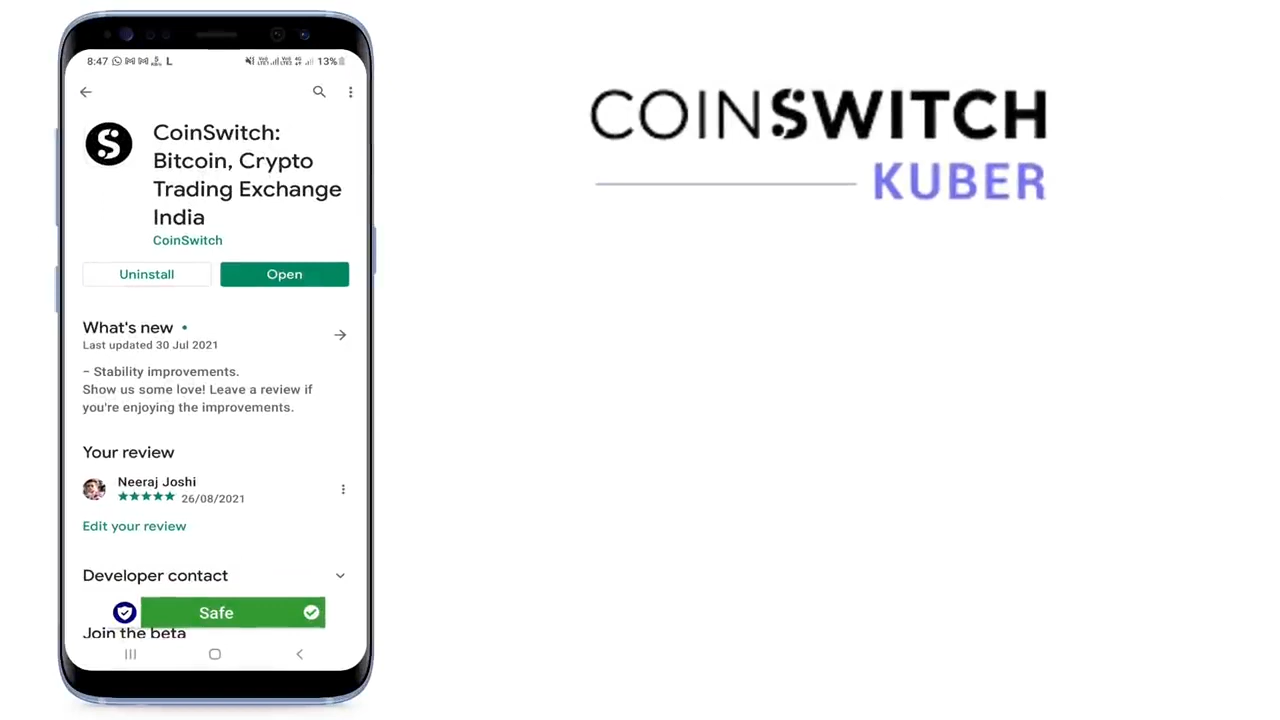 8:47
L
13%
CoinSwitch:
Bitcoin, Crypto
Trading Exchange
India
CoinSwitch
Uninstall
Open
What's new
Last updated 30 Jul 2021
– Stability improvements.
Show us some love! Leave a review if
you're enjoying the improvements.
Your review
Neeraj Joshi
26/08/2021
Edit your review
Developer contact
Safe
Join the beta
COINSWITCH
KUBER